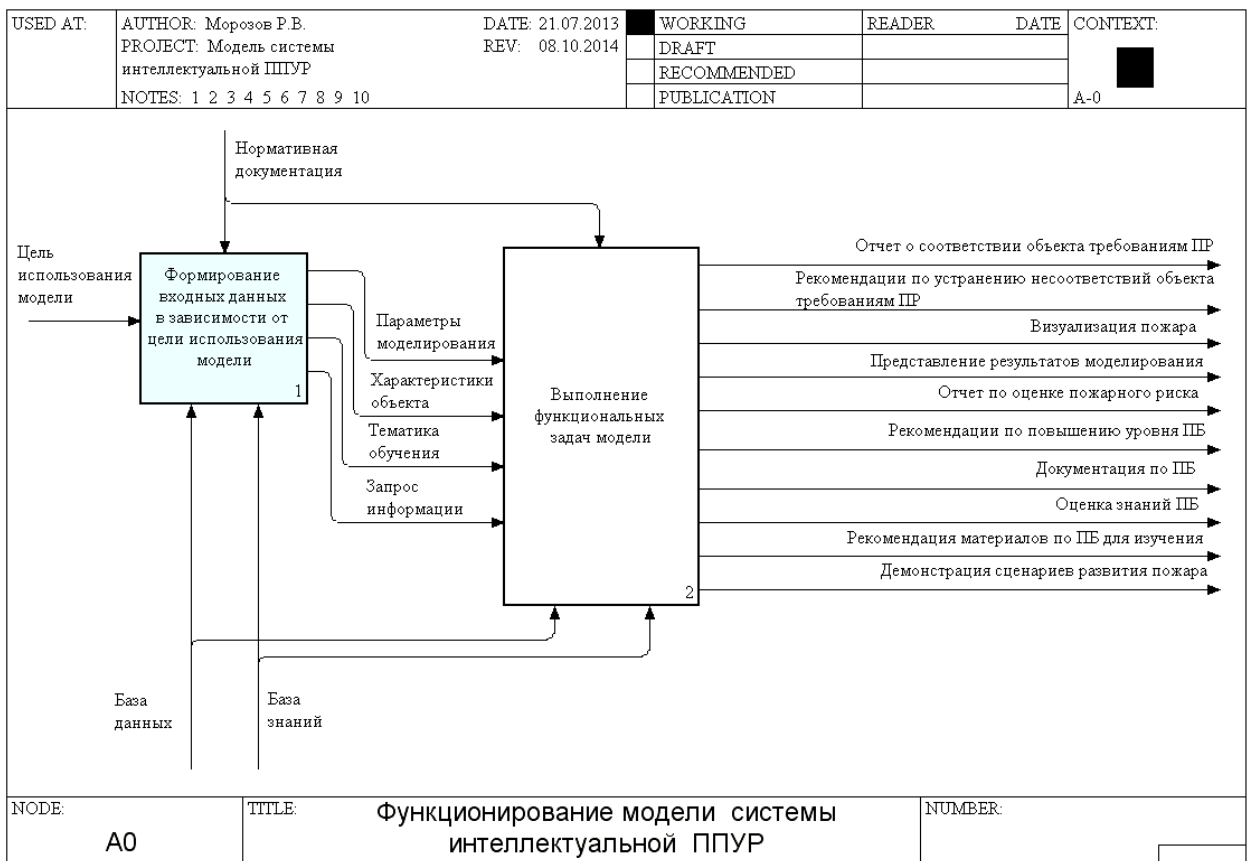 USED AT:
AUTHOR: Морозов Р.В.
DATE: 21.07.2013
PROJECT: Модель системы
REV: 08.10.2014
интеллектуальной ППУР
NOTES: 1 2 3 4 5 6 7 8 9 10
WORKING
DRAFT
RECOMMENDED
PUBLICATION
READER
DATE
CONTEXT:
A-0
Нормативная
документация
Цель
использования
модели
Формирование
входных данных
в зависимости от
цели использования
модели
1
Параметры
моделирования
Характеристики
объекта
Тематика
обучения
Запрос
информации
Выполнение
функциональных
задач модели
2
Отчет о соответствии объекта требованиям ПР
Рекомендации по устранению несоответствий объекта
требованиям ПР
Визуализация пожара
Представление результатов моделирования
Отчет по оценке пожарного риска
Рекомендации по повышению уровня ПБ
Документация по ПБ
Оценка знаний ПБ
Рекомендация материалов по ПБ для изучения
Демонстрация сценариев развития пожара
База
данных
База
знаний
NODE:
A0
TITLE:
Функционирование модели системы
интеллектуальной ППУР
NUMBER: